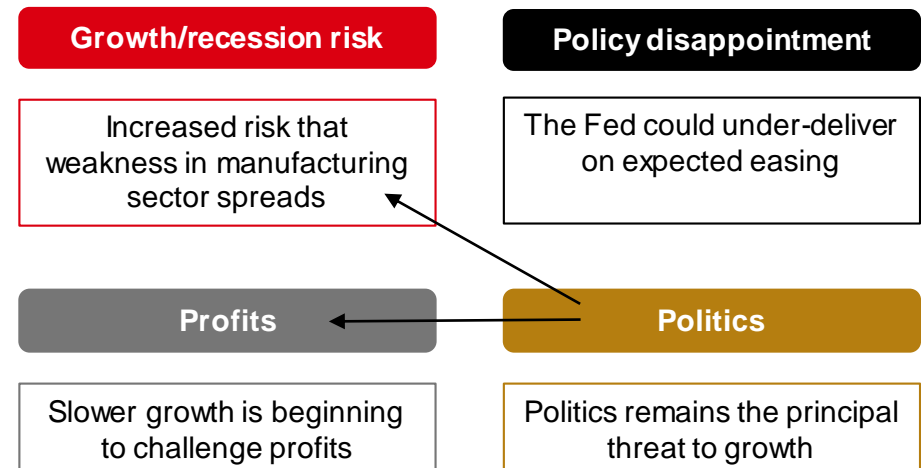 Growth/recession risk
Increased risk that
weakness in manufacturing
sector spreads
Policy disappointment
The Fed could under-deliver
on expected easing
Profits
Slower growth is beginning
to challenge profits
Politics
Politics remains the principal
threat to growth